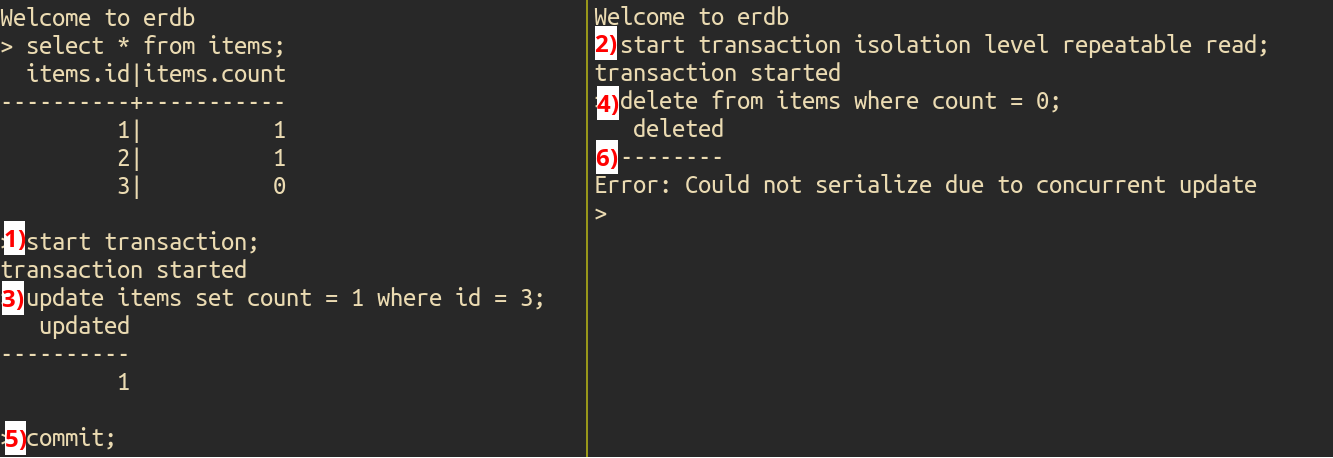 Welcome to erdb
> select * from items;
  items.id|items.count
----------+-----------
         1|          1
         2|          1
         3|          0
1) start transaction;
transaction started
3) update items set count = 1 where id = 3;
   updated
----------
         1
5) commit;
Welcome to erdb
2) start transaction isolation level repeatable read;
transaction started
4) delete from items where count = 0;
   deleted
6) --------
Error: Could not serialize due to concurrent update
>